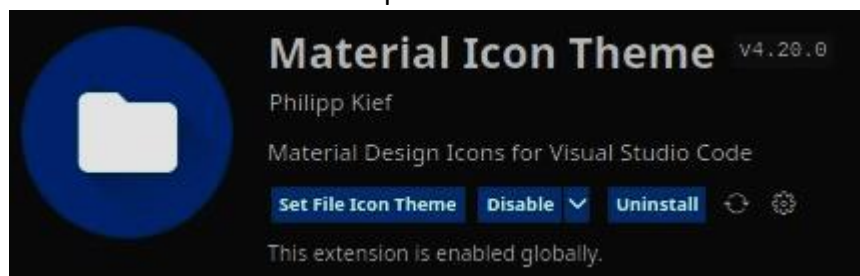 Material Icon Theme v4.20.0
Philipp Kief
Material Design Icons for Visual Studio Code
Set File Icon Theme Disable Uninstall
This extension is enabled globally.